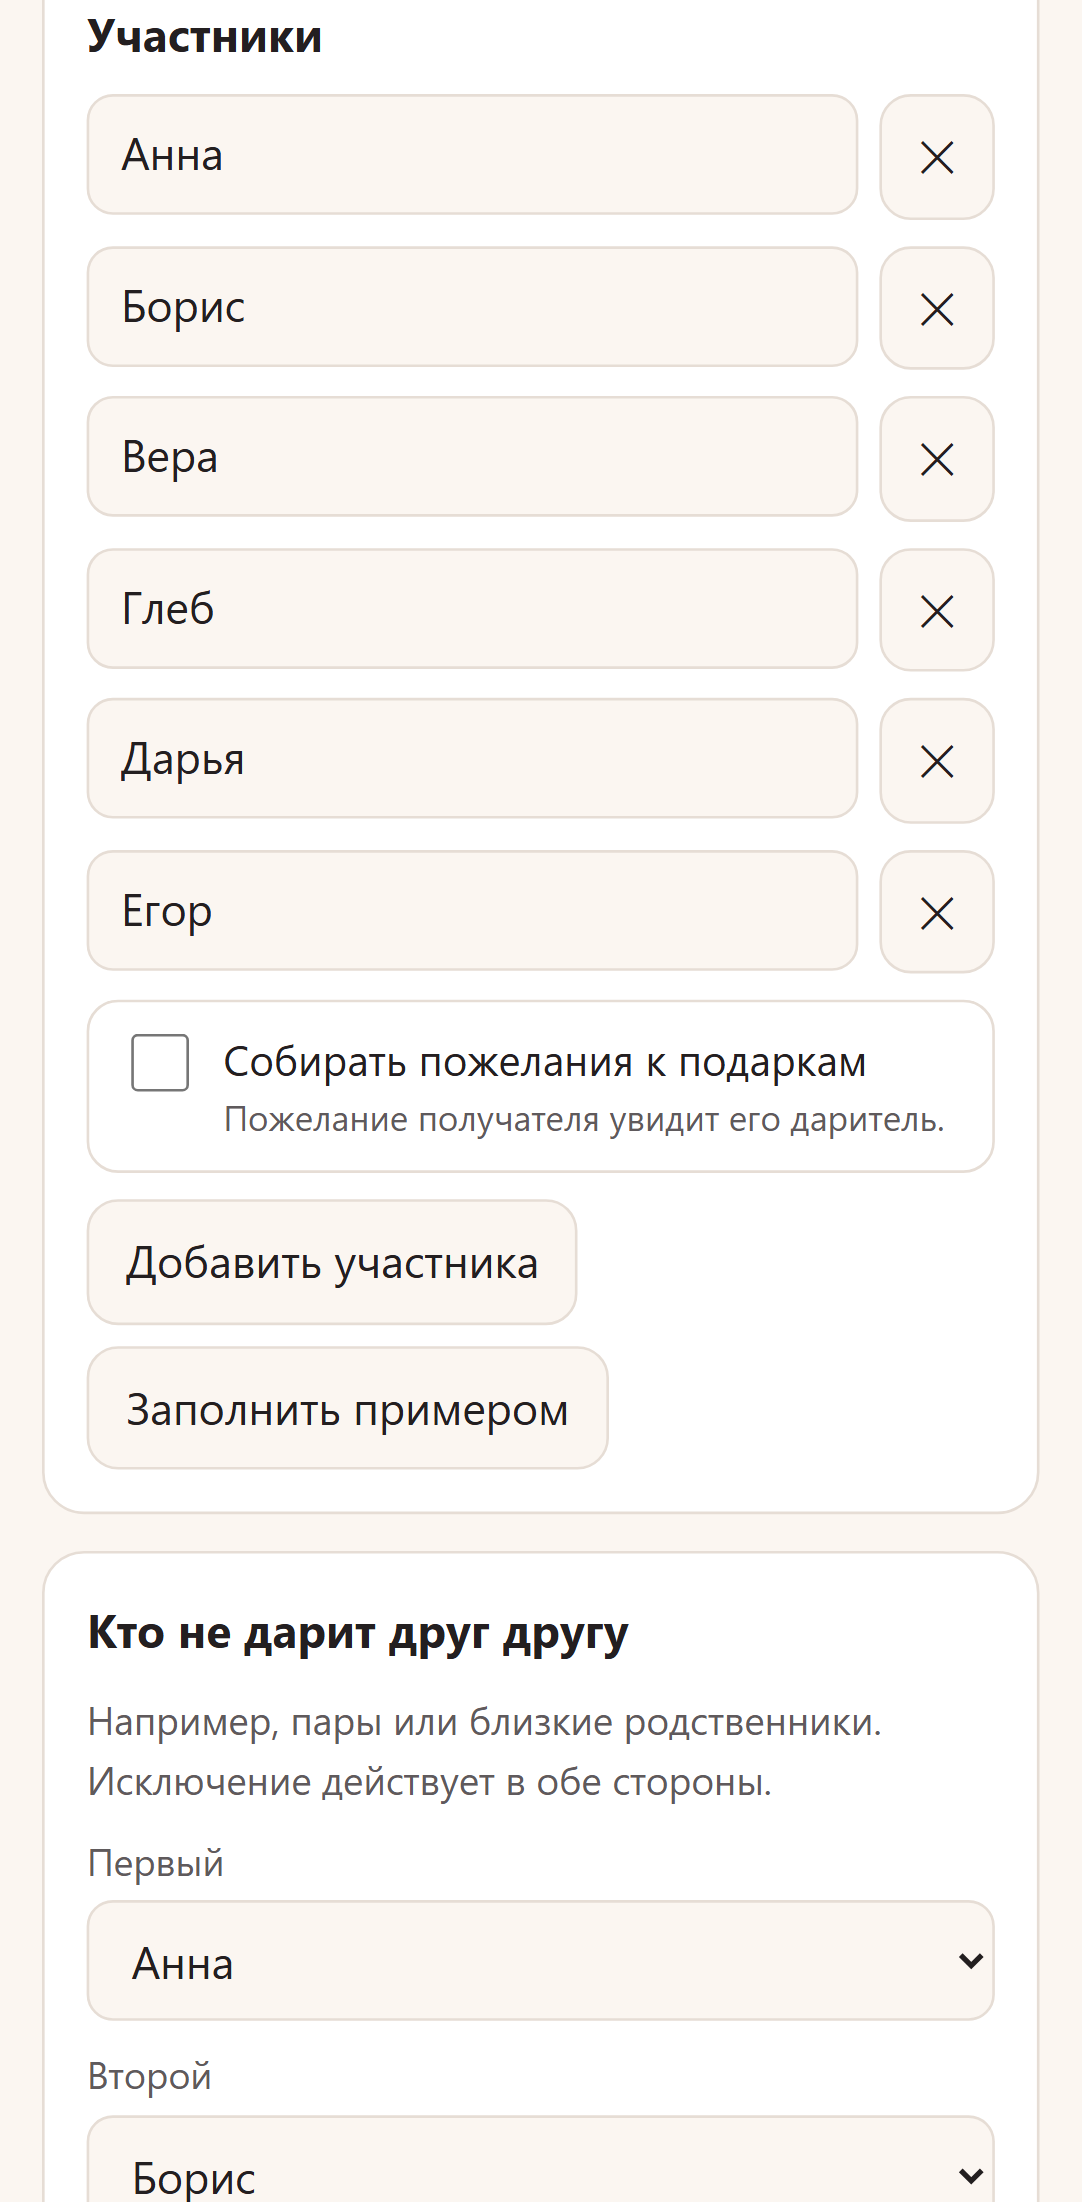 Участники
Анна
Борис
Вера
Глеб
Дарья
Егор
Собирать пожелания к подаркам
Пожелание получателя увидит его даритель.
Добавить участника
Заполнить примером
Кто не дарит друг другу
Например, пары или близкие родственники.
Исключение действует в обе стороны.
Первый
Анна
Второй
Борис